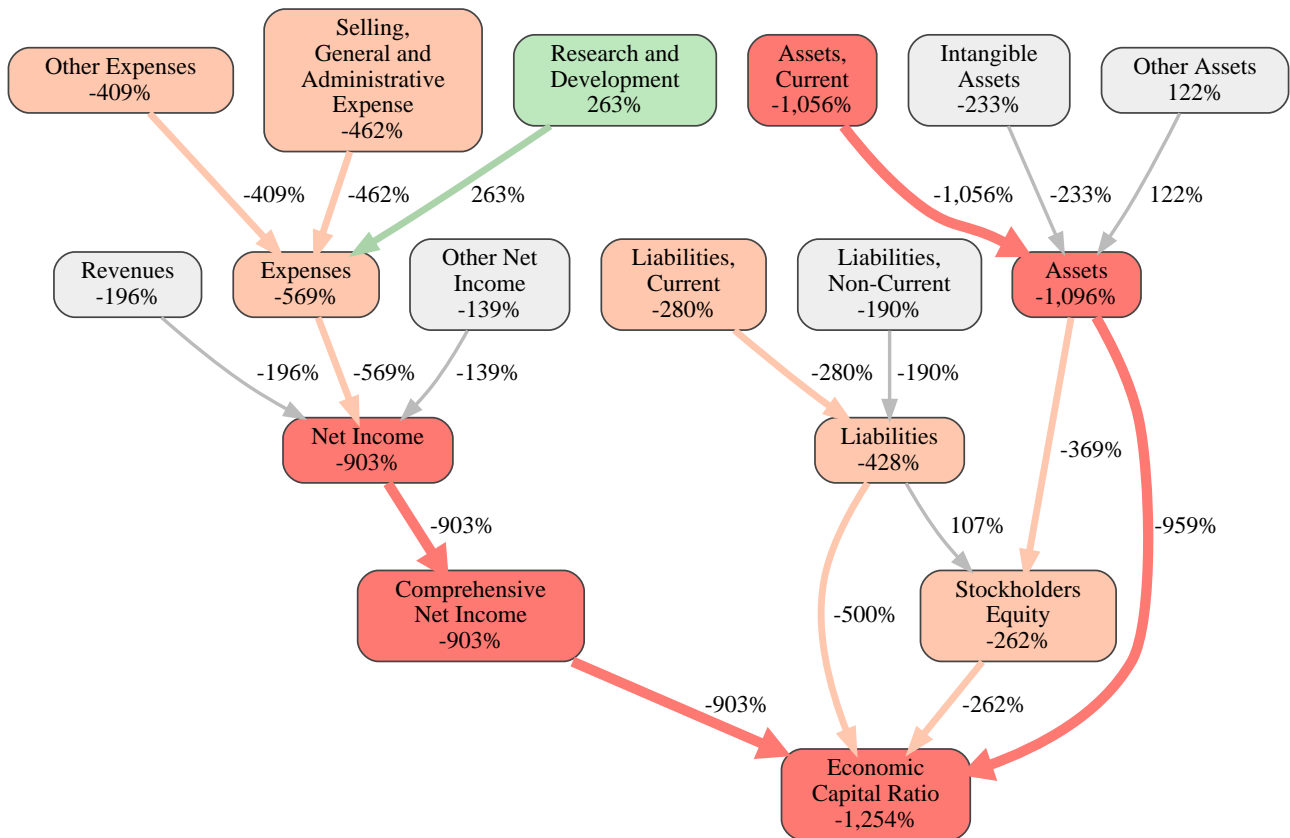 Other Expenses
-409%
Selling,
General and
Administrative
Expense
-462%
Research and
Development
263%
Assets,
Current
-1,056%
Intangible
Assets
-233%
Other Assets
122%
-409%
-462%
263%
-1,056%
-233%
122%
Revenues
-196%
Expenses
-569%
Other Net
Income
-139%
Liabilities,
Current
-280%
Liabilities,
Non-Current
-190%
Assets
-1,096%
-196%
-569%
-139%
-280%
-190%
Net Income
-903%
Liabilities
-428%
-369%
-903%
107%
-959%
Comprehensive
Net Income
-903%
Stockholders
Equity
-262%
-500%
-903%
-262%
Economic
Capital Ratio
-1,254%